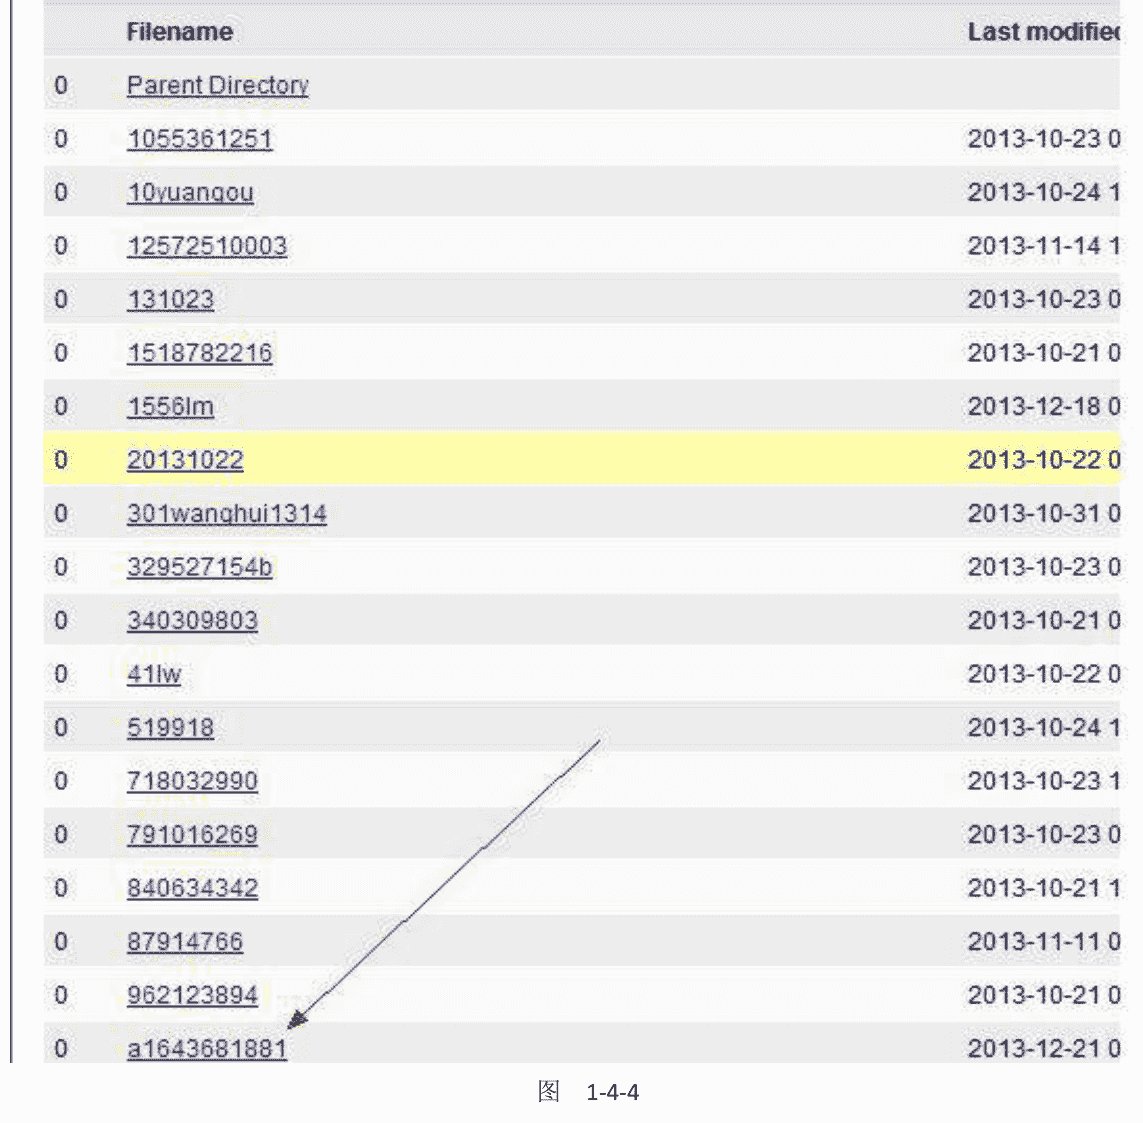 Filename Last modified
0 Parent Directory
0 1055361251 2013-10-23 0
0 10yuangou 2013-10-24 1
0 12572510003 2013-11-14 1
0 131023 2013-10-23 0
0 1518782216 2013-10-21 0
0 1556lm 2013-12-18 0
0 20131022 2013-10-22 0
0 301wanghui1314 2013-10-31 0
0 329527154b 2013-10-23 0
0 340309803 2013-10-21 0
0 41lw 2013-10-22 0
0 519918 2013-10-24 1
0 718032990 2013-10-23 1
0 791016269 2013-10-23 0
0 840634342 2013-10-21 1
0 87914766 2013-11-11 0
0 962123894 2013-10-21 0
0 a1643681881 2013-12-21 0
图 1-4-4